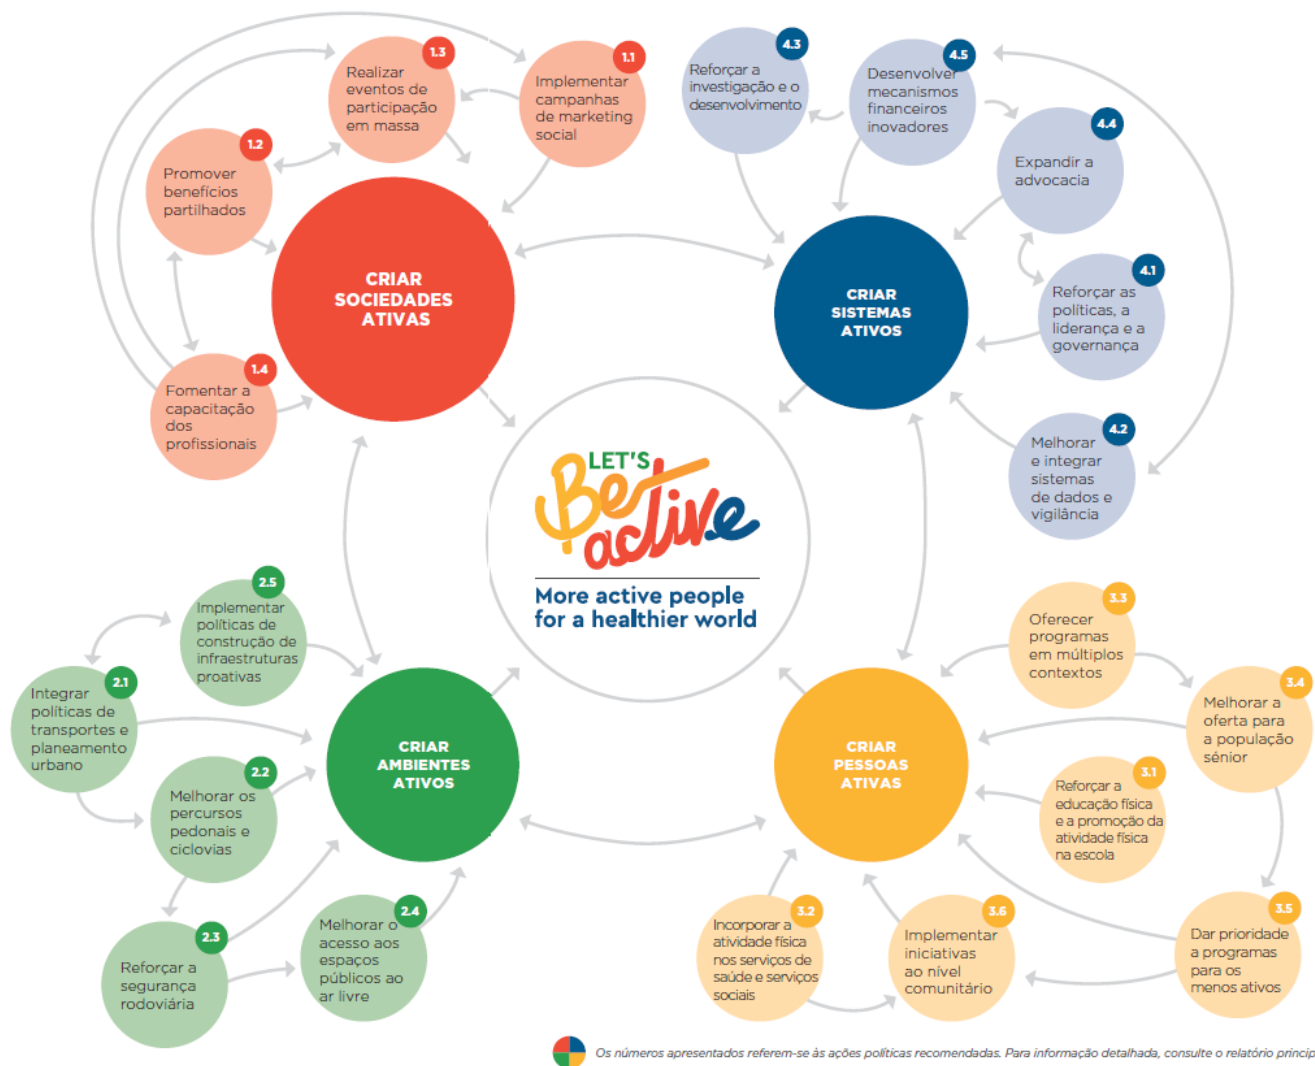 1.3
Realizar
eventos de
participação
em massa
1.1
Implementar
campanhas
de marketing
social
1.2
Promover
benefícios
partilhados
CRIAR
SOCIEDADES
ATIVAS
1.4
Fomentar a
capacitação
dos
profissionais
4.3
Reforçar a
investigação e o
desenvolvimento
4.5
Desenvolver
mecanismos
financeiros
inovadores
4.4
Expandir a
advocacia
CRIAR
SISTEMAS
ATIVOS
4.1
Reforçar as
políticas, a
liderança e a
governança
4.2
Melhorar
e integrar
sistemas
de dados e
vigilância
LET'S
Be
active
More active people
for a healthier world
2.5
Implementar
políticas de
construção de
infraestruturas
proativas
2.1
Integrar
políticas de
transportes e
planeamento
urbano
CRIAR
AMBIENTES
ATIVOS
2.2
Melhorar os
percursos
pedonais e
ciclovias
2.3
Reforçar a
segurança
rodoviária
2.4
Melhorar o
acesso aos
espaços
públicos ao
ar livre
3.3
Oferecer
programas
em múltiplos
contextos
3.4
Melhorar a
oferta para
a população
sénior
CRIAR
PESSOAS
ATIVAS
3.1
Reforçar a
educação física
e a promoção da
atividade física
na escola
3.2
Incorporar a
atividade física
nos serviços de
saúde e serviços
sociais
3.6
Implementar
iniciativas
ao nível
comunitário
3.5
Dar prioridade
a programas
para os
menos ativos
Os números apresentados referem-se às ações políticas recomendadas. Para informação detalhada, consulte o relatório princip